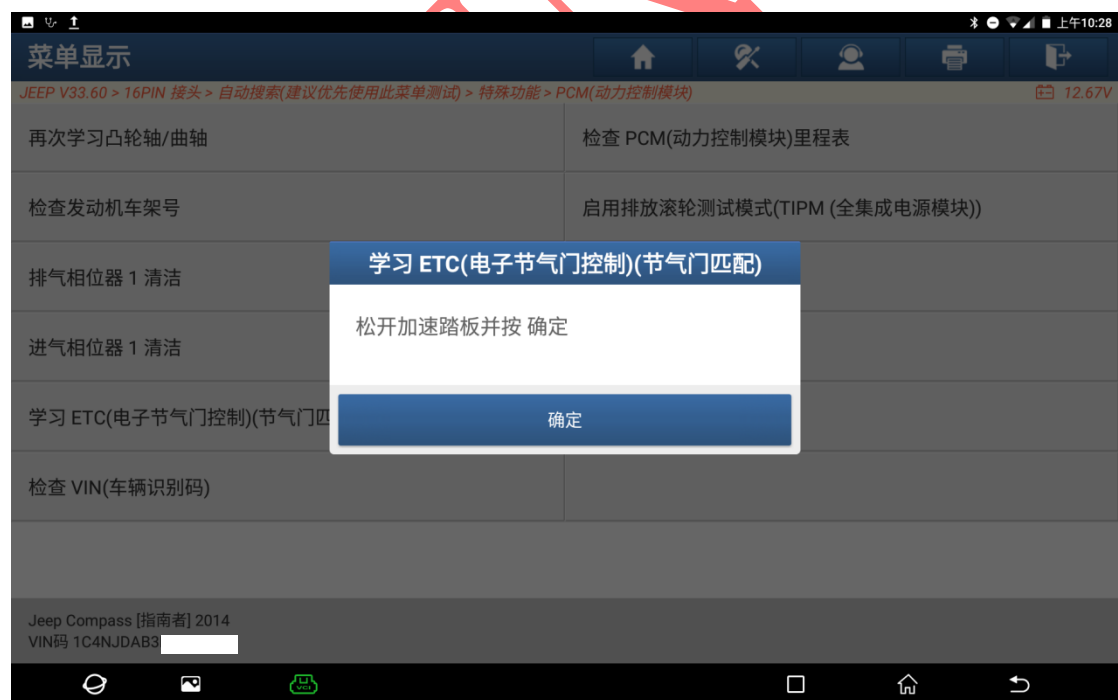 上午10:28
菜单显示
JEEP V33.60 > 16PIN 接头 > 自动搜索(建议优先使用此菜单测试) > 特殊功能 > PCM(动力控制模块)
12.67V
再次学习凸轮轴/曲轴
检查 PCM(动力控制模块)里程表
检查发动机车架号
启用排放滚轮测试模式(TIPM (全集成电源模块))
学习 ETC(电子节气门控制)(节气门匹配)
排气相位器 1 清洁
松开加速踏板并按 确定
进气相位器 1 清洁
学习 ETC(电子节气门控制)(节气门匹
确定
检查 VIN(车辆识别码)
Jeep Compass [指南者] 2014
VIN码 1C4NJDAB3
VCI